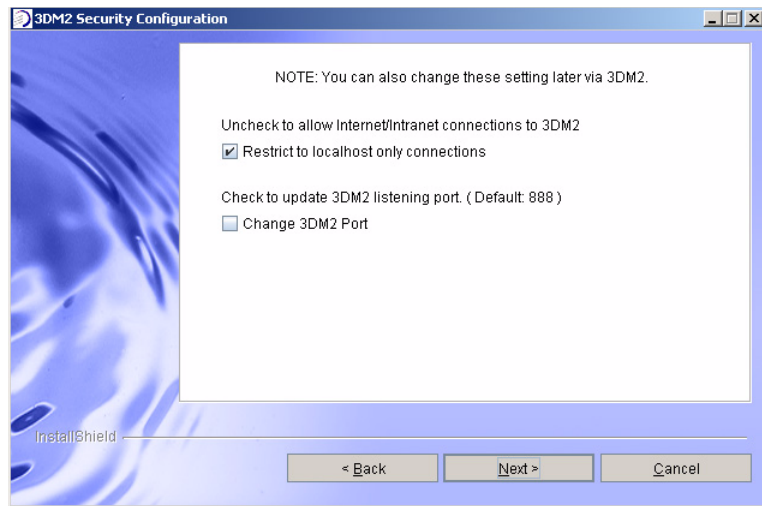 3DM2 Security Configuration
NOTE: You can also change these setting later via 3DM2.
Uncheck to allow Internet/Intranet connections to 3DM2
Restrict to localhost only connections
Check to update 3DM2 listening port. ( Default: 888 )
Change 3DM2 Port
InstallShield
< Back Next > Cancel